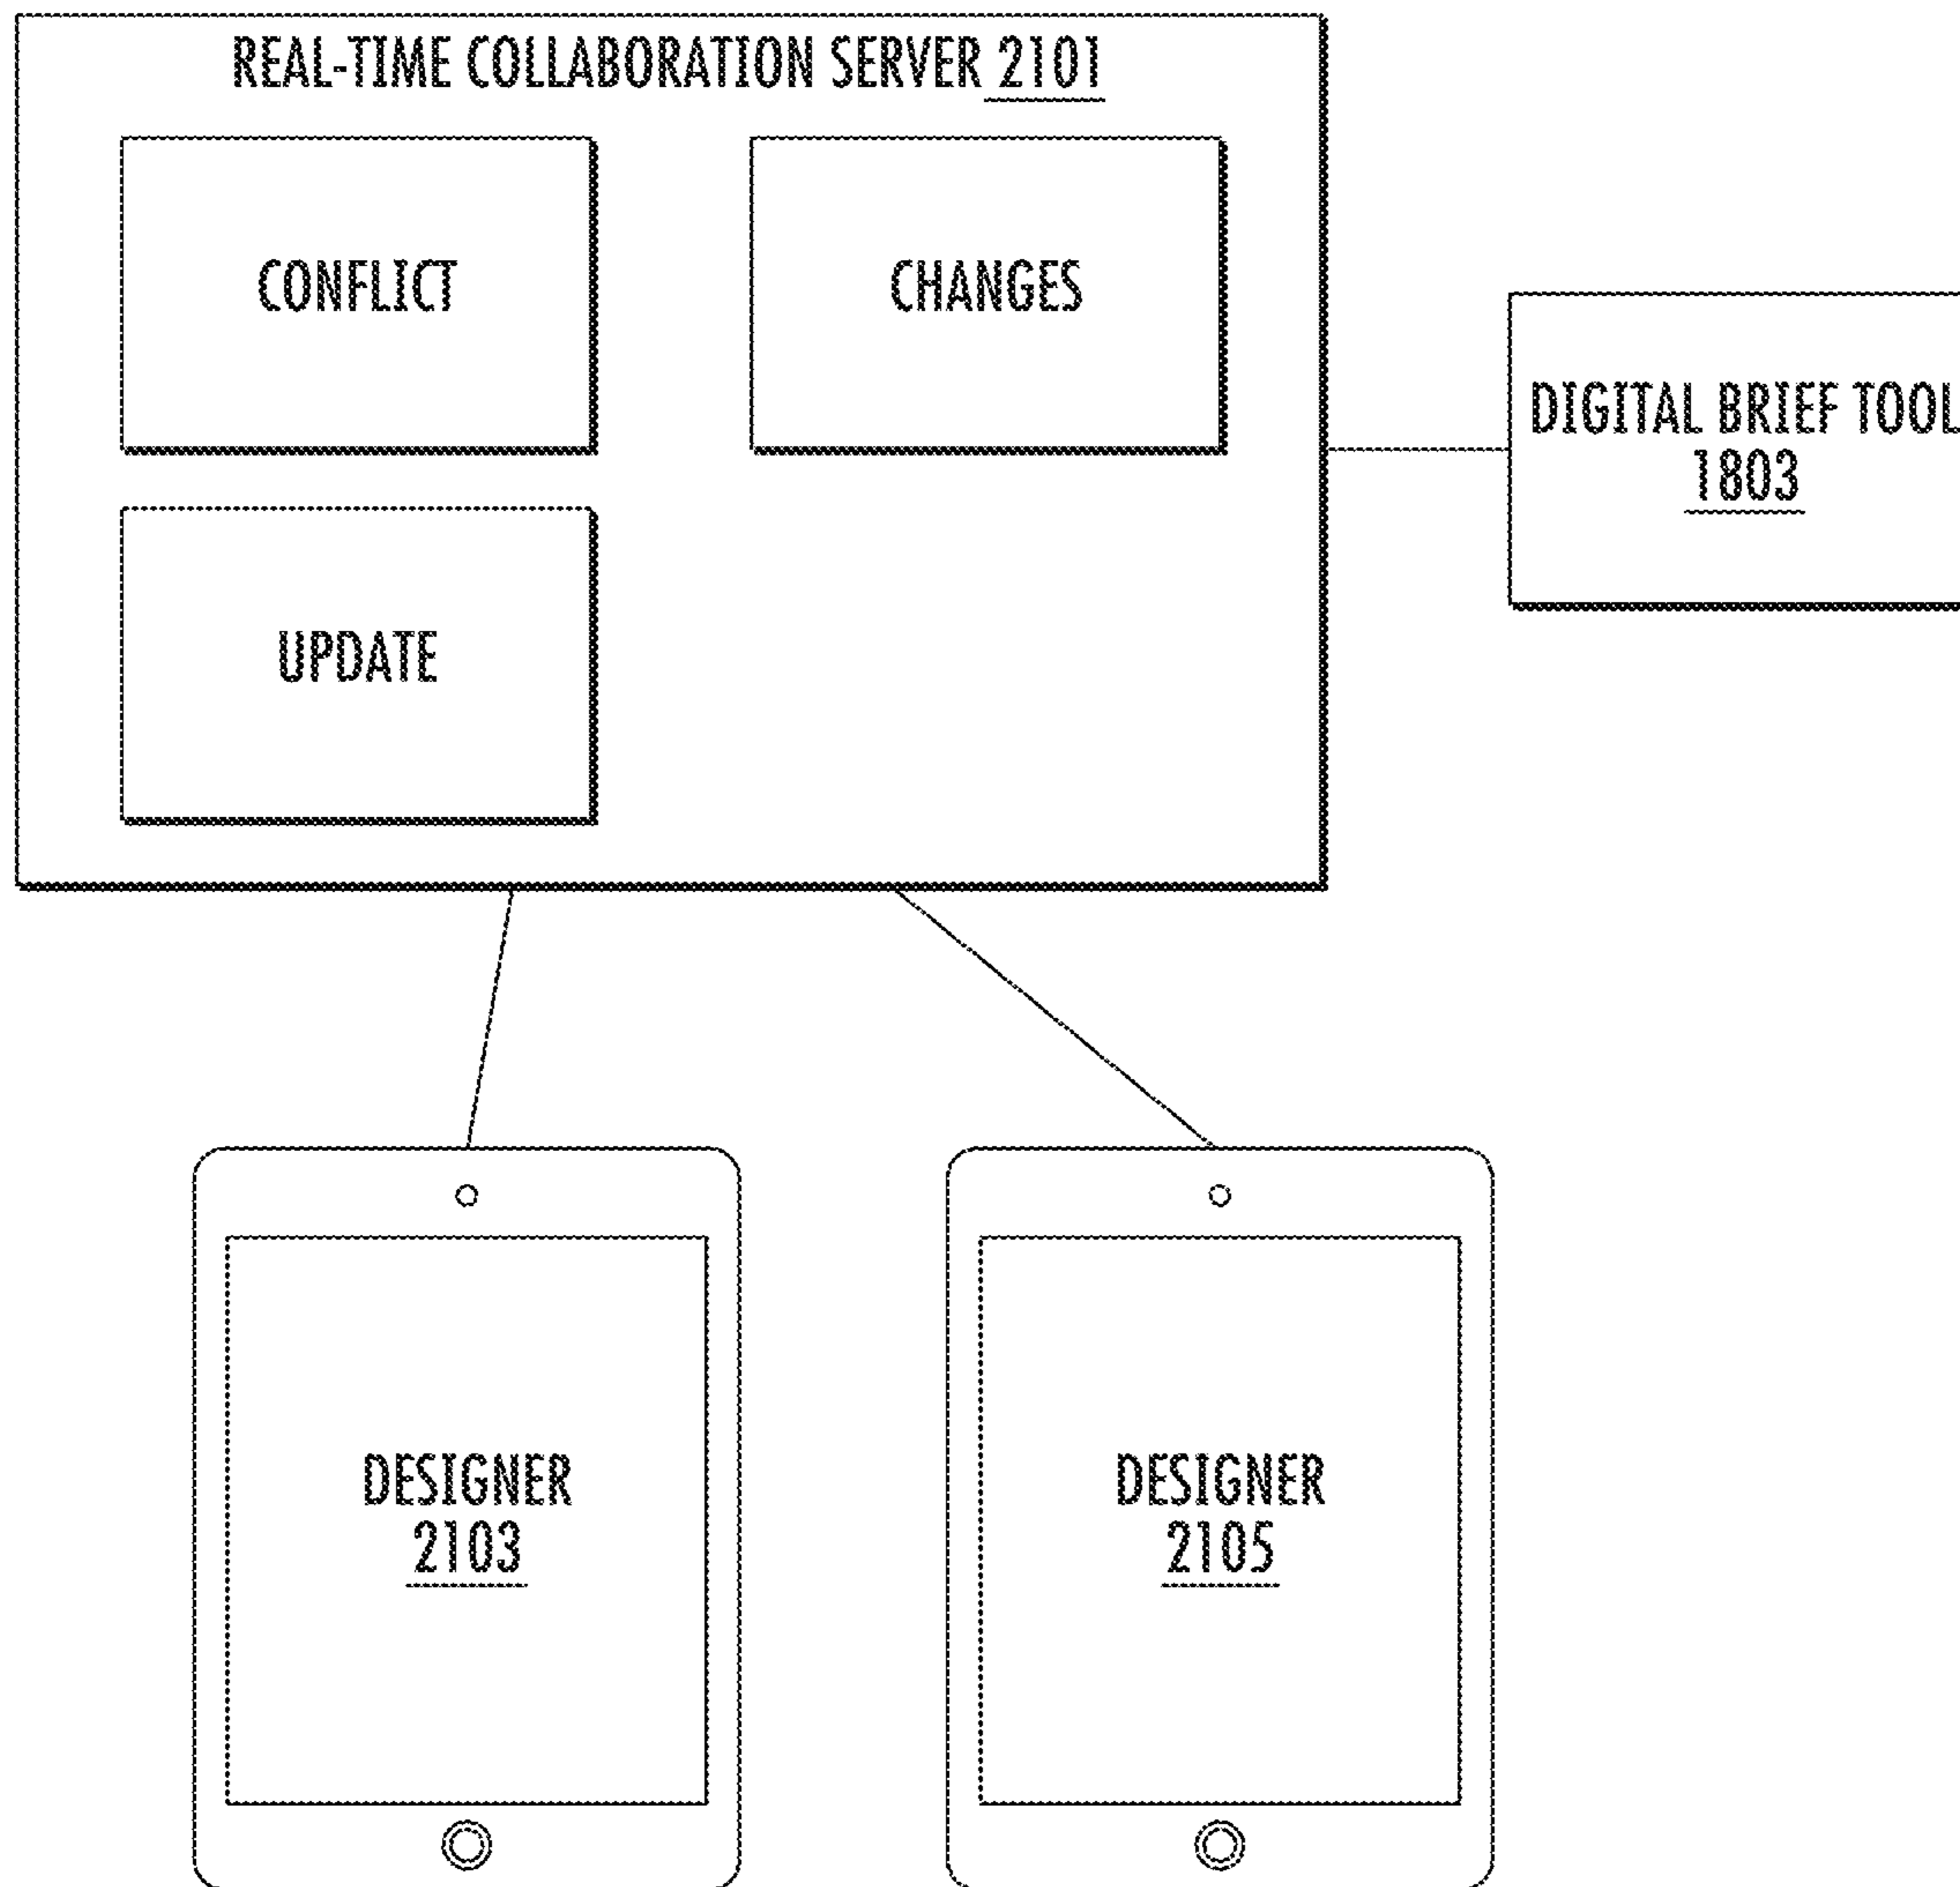 REAL-TIME COLLABORATION SERVER 2101
CONFLICT
CHANGES
DIGITAL BRIEF TOOL
1803
UPDATE
DESIGNER
2103
DESIGNER
2105